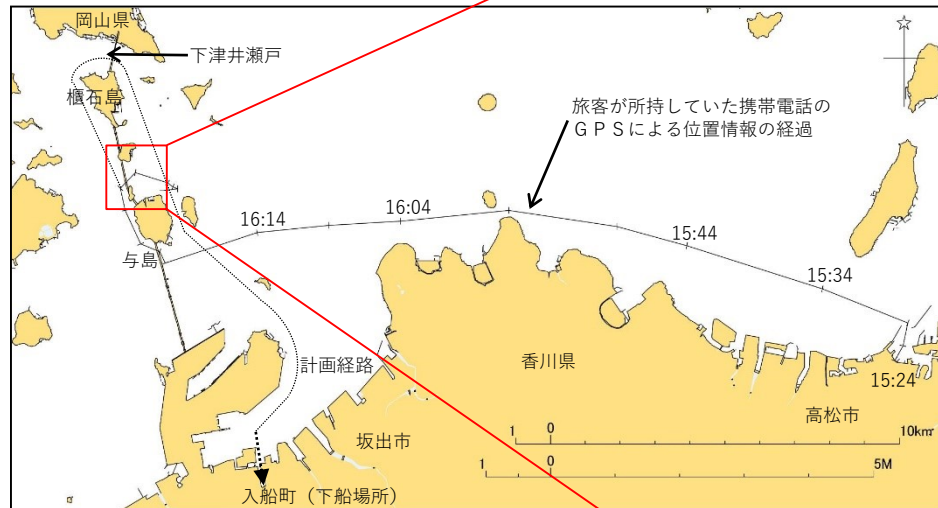 岡山県
下津井瀬戸
櫃石島
旅客が所持していた携帯電話の
ＧＰＳによる位置情報の経過
16:14
16:04
15:44
15:34
与島
計画経路
香川県
15:24
高松市
坂出市
1 0 10km
1 0 5M
入船町（下船場所）